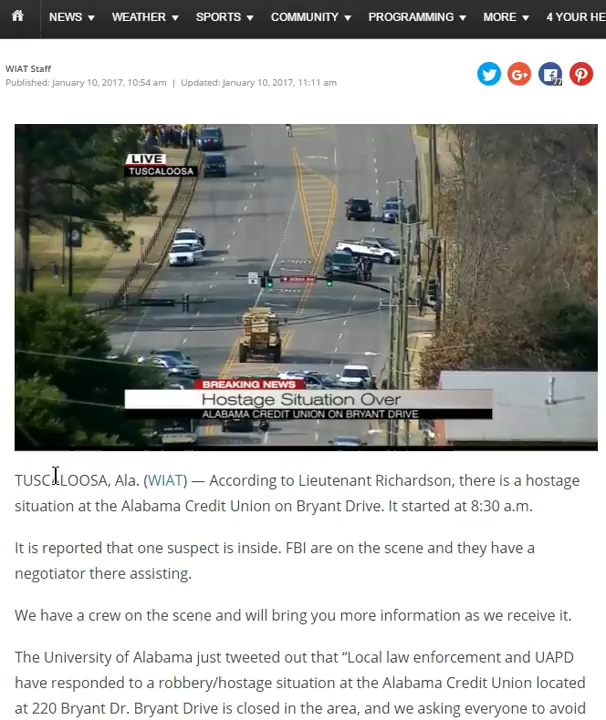 NEWS WEATHER SPORTS COMMUNITY PROGRAMMING MORE 4 YOUR HE
WIAT Staff
Published: January 10, 2017, 10:54 am | Updated: January 10, 2017, 11:11 am
77
LIVE
TUSCALOOSA
BREAKING NEWS
Hostage Situation Over
ALABAMA CREDIT UNION ON BRYANT DRIVE
TUSCALOOSA, Ala. (WIAT) — According to Lieutenant Richardson, there is a hostage
situation at the Alabama Credit Union on Bryant Drive. It started at 8:30 a.m.
It is reported that one suspect is inside. FBI are on the scene and they have a
negotiator there assisting.
We have a crew on the scene and will bring you more information as we receive it.
The University of Alabama just tweeted out that “Local law enforcement and UAPD
have responded to a robbery/hostage situation at the Alabama Credit Union located
at 220 Bryant Dr. Bryant Drive is closed in the area, and we asking everyone to avoid